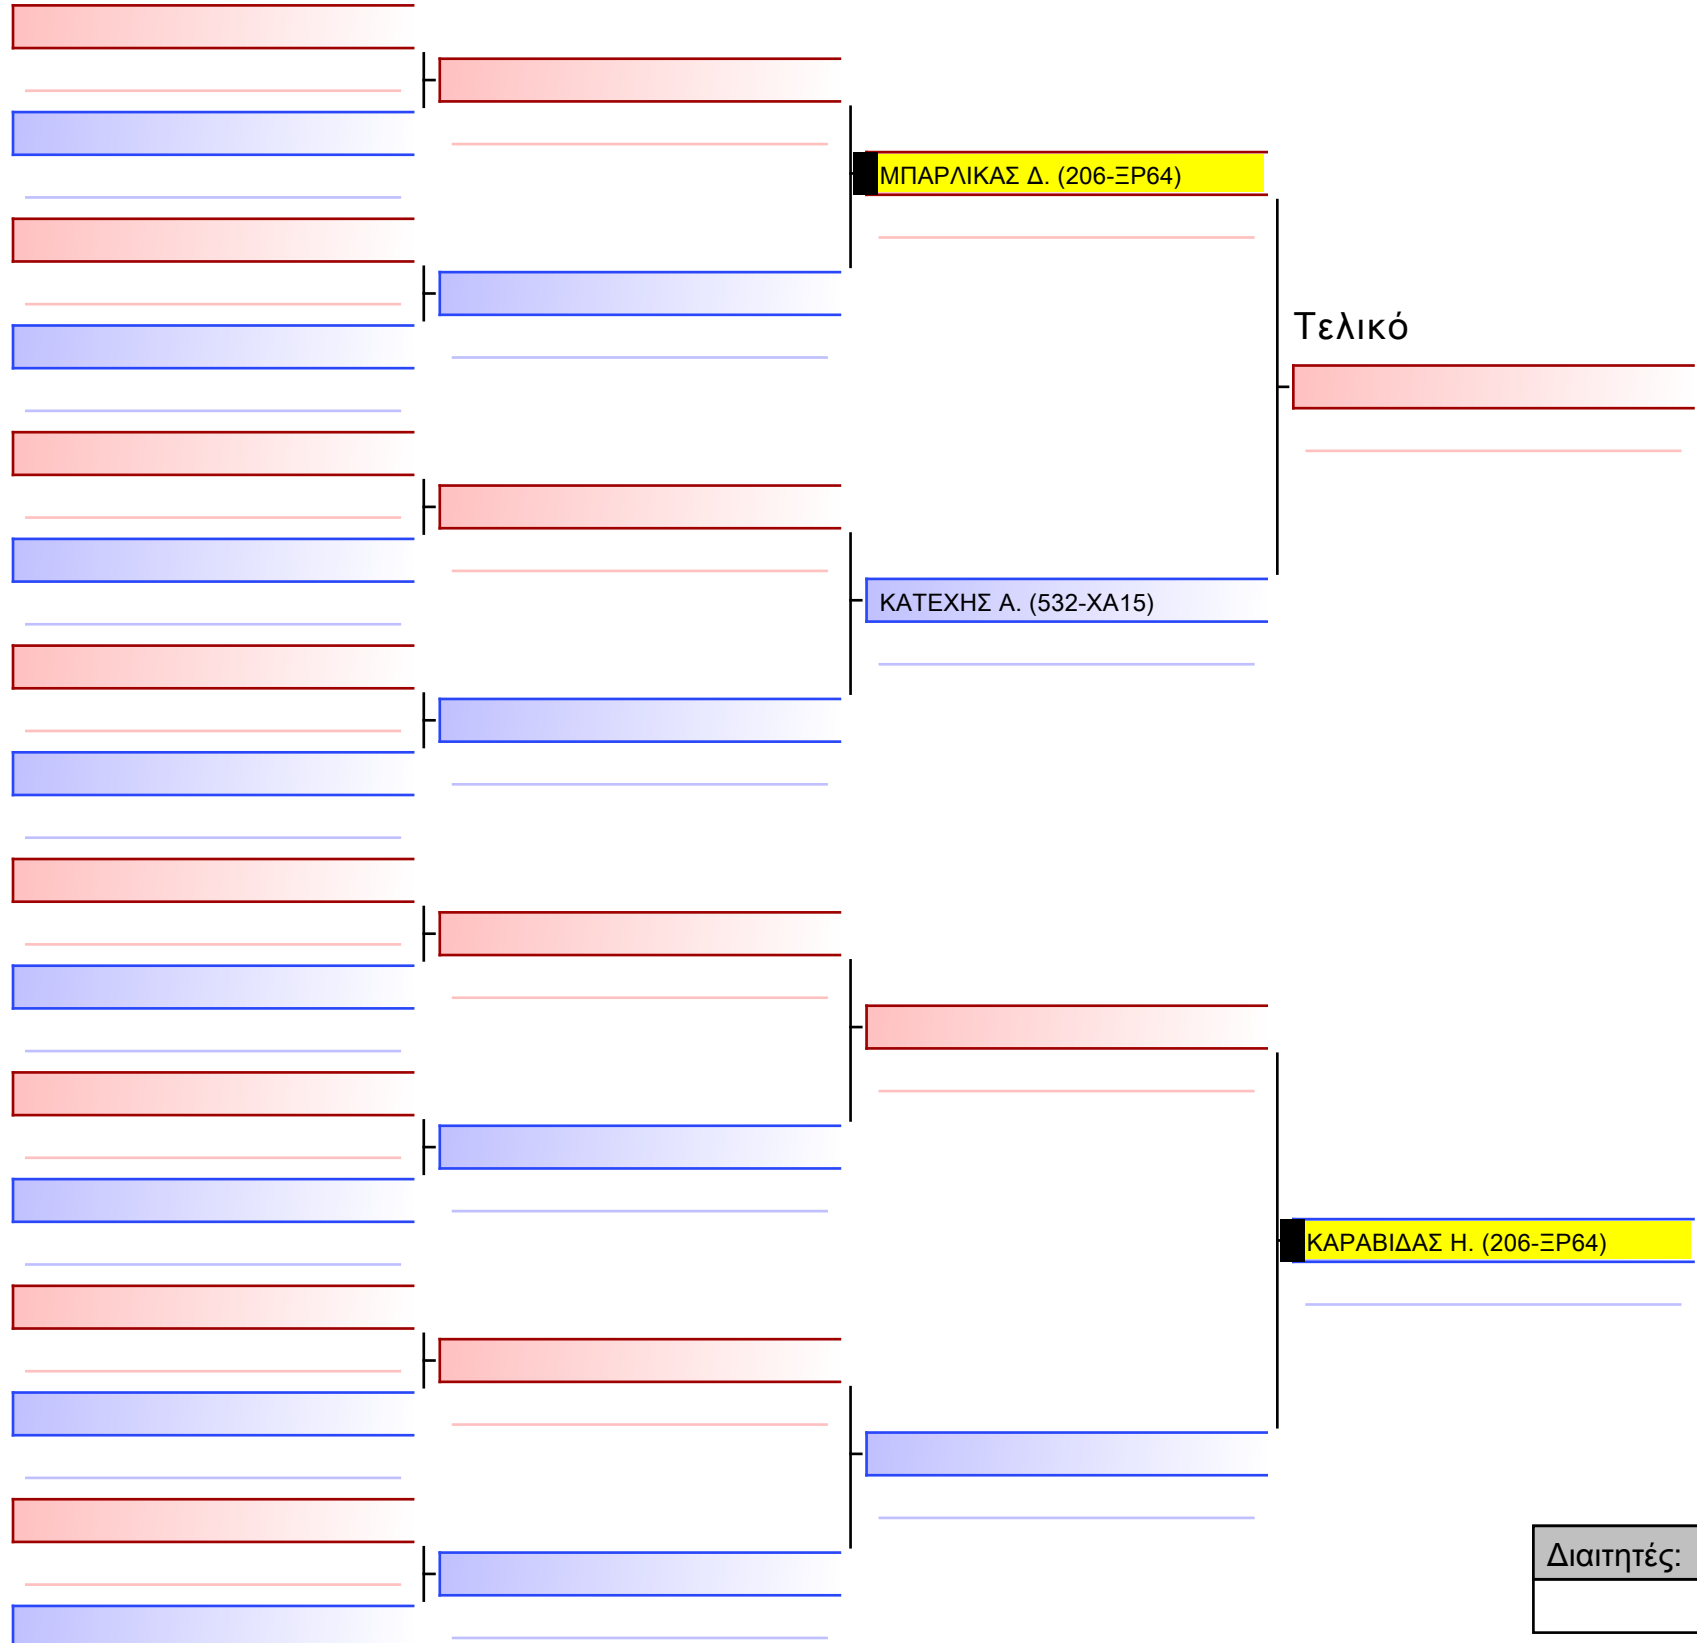 ΜΠΑΡΛΙΚΑΣ Δ. (206-ΞΡ64)
Τελικό
ΚΑΤΕΧΗΣ Α. (532-ΧΑ15)
ΚΑΡΑΒΙΔΑΣ Η. (206-ΞΡ64)
Διαιτητές: